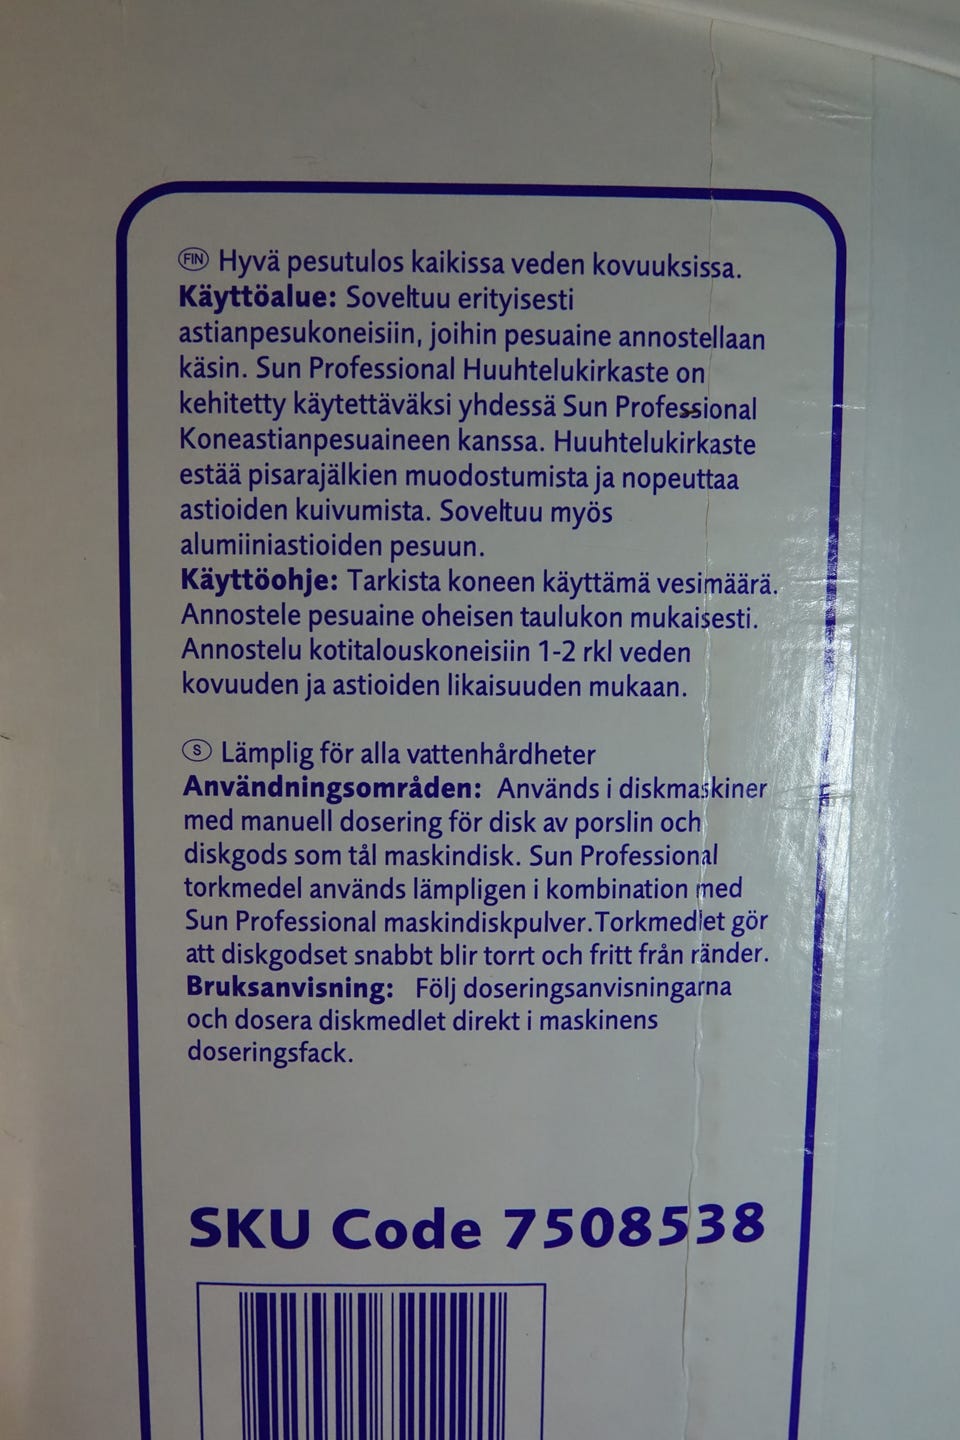 FIN Hyvä pesutulos kaikissa veden kovuuksissa.
Käyttöalue: Soveltuu erityisesti
astianpesukoneisiin, joihin pesuaine annostellaan
käsin. Sun Professional Huuhtelukirkaste on
kehitetty käytettäväksi yhdessä Sun Professional
Koneastianpesuaineen kanssa. Huuhtelukirkaste
estää pisarajälkien muodostumista ja nopeuttaa
astioiden kuivumista. Soveltuu myös
alumiiniastioiden pesuun.
Käyttöohje: Tarkista koneen käyttämä vesimäärä.
Annostele pesuaine oheisen taulukon mukaisesti.
Annostelu kotitalouskoneisiin 1-2 rkl veden
kovuuden ja astioiden likaisuuden mukaan.
S Lämplig för alla vattenhårdheter
Användningsområden: Används i diskmaskiner
med manuell dosering för disk av porslin och
diskgods som tål maskindisk. Sun Professional
torkmedel används lämpligen i kombination med
Sun Professional maskindiskpulver. Torkmedlet gör
att diskgodset snabbt blir torrt och fritt från ränder.
Bruksanvisning: Följ doseringsanvisningarna
och dosera diskmedlet direkt i maskinens
doseringsfack.
SKU Code 7508538